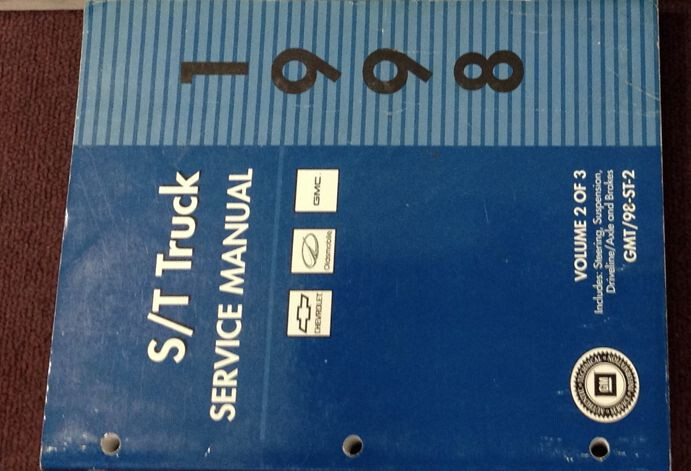 1998
S/T Truck
SERVICE MANUAL
CHEVROLET
Oldsmobile
GMC
VOLUME 2 OF 3
Includes: Steering, Suspension,
Driveline/Axle and Brakes
GMT/98-ST-2
GM